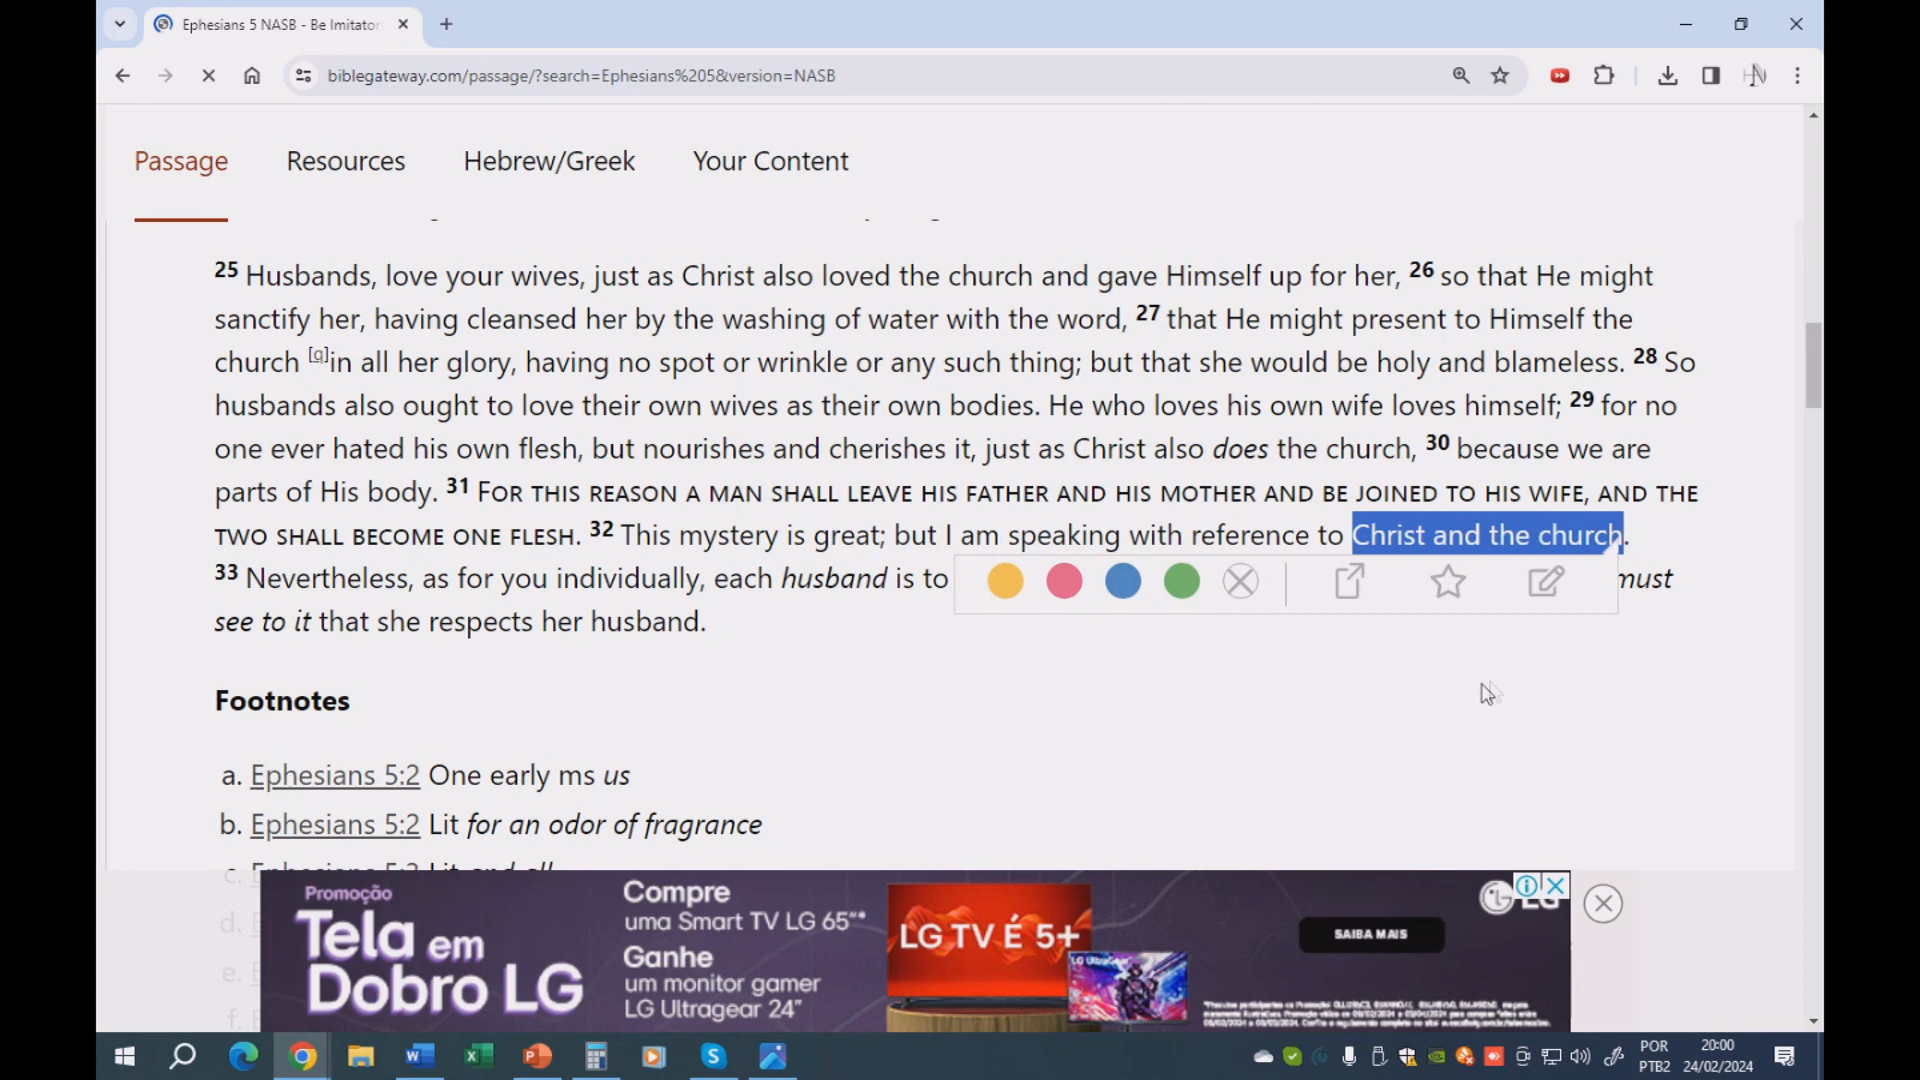 Ephesians 5 NASB - Be Imitator
biblegateway.com/passage/?search=Ephesians%205&version=NASB
Passage Resources Hebrew/Greek Your Content
25 Husbands, love your wives, just as Christ also loved the church and gave Himself up for her, 26 so that He might
sanctify her, having cleansed her by the washing of water with the word, 27 that He might present to Himself the
church [q]in all her glory, having no spot or wrinkle or any such thing; but that she would be holy and blameless. 28 So
husbands also ought to love their own wives as their own bodies. He who loves his own wife loves himself; 29 for no
one ever hated his own flesh, but nourishes and cherishes it, just as Christ also does the church, 30 because we are
parts of His body. 31 FOR THIS REASON A MAN SHALL LEAVE HIS FATHER AND HIS MOTHER AND BE JOINED TO HIS WIFE, AND THE
TWO SHALL BECOME ONE FLESH. 32 This mystery is great; but I am speaking with reference to Christ and the church.
33 Nevertheless, as for you individually, each husband is to must
see to it that she respects her husband.
Footnotes
a. Ephesians 5:2 One early ms us
b. Ephesians 5:2 Lit for an odor of fragrance
c. Ephesians 5:3 Lit and all
d. E
e. E
f. E
Promoção
Tela em
Dobro LG
Compre
uma Smart TV LG 65"*
Ganhe
um monitor gamer
LG Ultragear 24"
LG TV É 5+
LG UltraGear
SAIBA MAIS
LG
POR
PTB2
20:00
24/02/2024